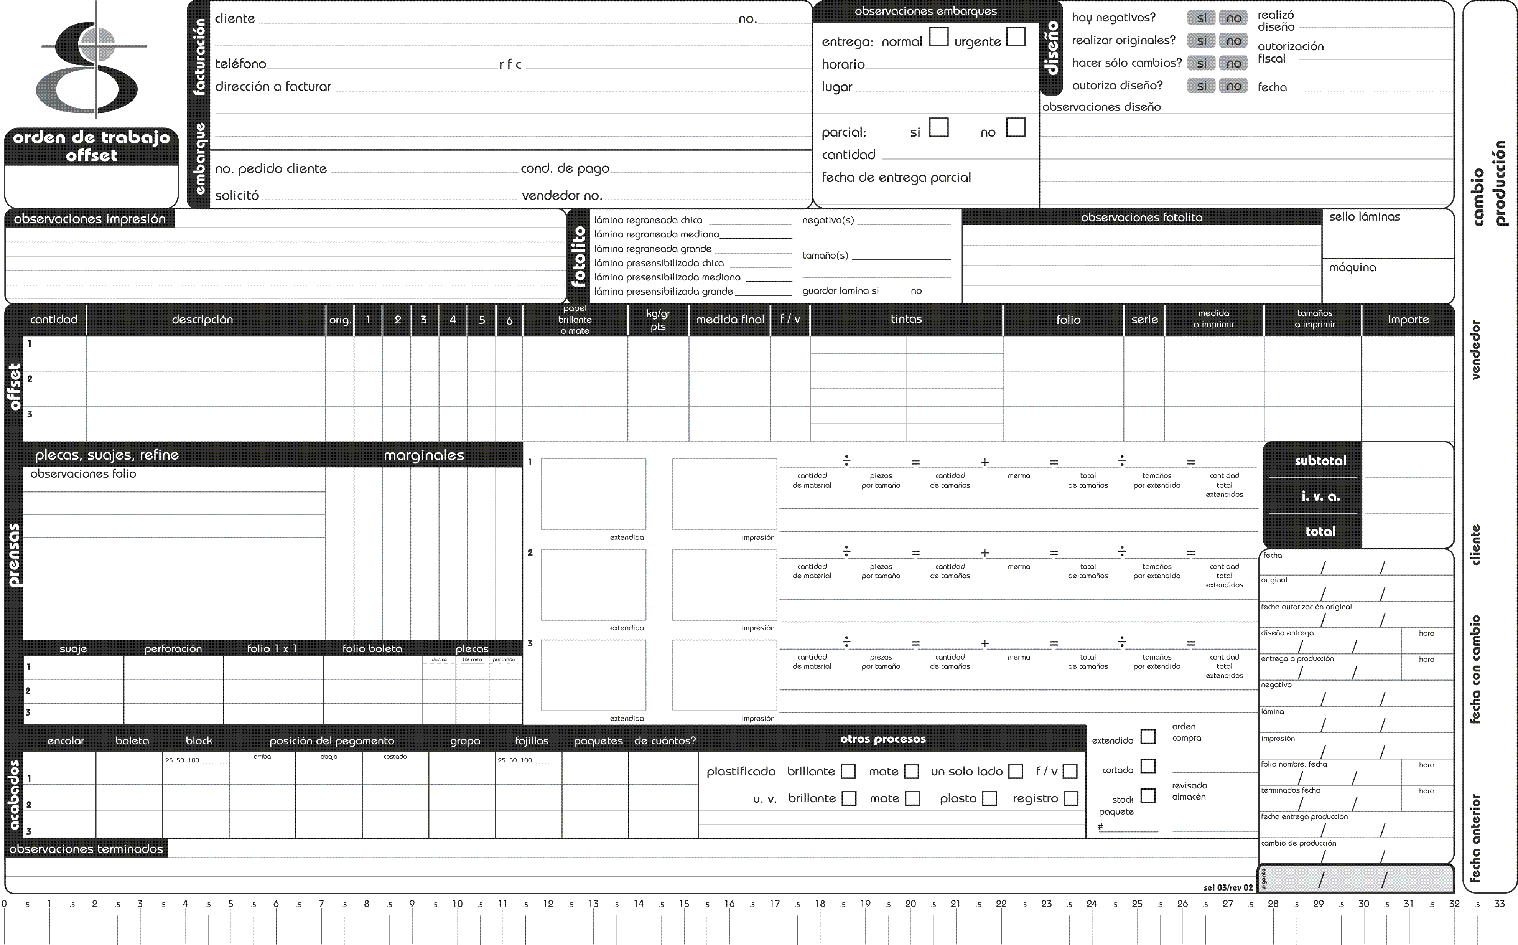 orden de trabajo
offset
facturación
embarque
cliente no.
teléfono r f c
dirección a facturar
no. pedido cliente cond. de pago
solicitó vendedor no.
observaciones embarques
entrega: normal urgente
horario
lugar
parcial: si no
cantidad
fecha de entrega parcial
diseño
hay negativos? si no realizó diseño
realizar originales? si no autorización
hacer sólo cambios? si no fiscal
autoriza diseño? si no fecha
observaciones diseño
cambio
producción
observaciones impresión
fotolito
lámina regraneada chica negativo(s)
lámina regraneada mediana
lámina regraneada grande tamaño(s)
lámina presensibilizada chica
lámina presensibilizada mediana
lámina presensibilizada grande guardar lamina si no
observaciones fotolito
sello láminas
máquina
offset
cantidad descripción orig. 1 2 3 4 5 6 papel brillante o mate kg/gr pts medida final f / v tintas folio serie medida a imprimir tamaños a imprimir importe
1
2
3
vendedor
prensas
plecas, suajes, refine marginales
observaciones folio
1 ÷ = + = ÷ =
cantidad de material piezas por tamaño cantidad de tamaños merma total de tamaños tamaños por extendido cantidad total extendidos
extendida impresión
2 ÷ = + = ÷ =
cantidad de material piezas por tamaño cantidad de tamaños merma total de tamaños tamaños por extendido cantidad total extendidos
extendida impresión
3 ÷ = + = ÷ =
cantidad de material piezas por tamaño cantidad de tamaños merma total de tamaños tamaños por extendido cantidad total extendidos
extendida impresión
subtotal
i. v. a.
total
cliente
suaje perforación folio 1 x 1 folio boleta plecas
1
2
3
fecha / /
original / /
fecha autorización original / /
diseño entrega / / hora
entrega a producción / / hora
negativo / /
lámina / /
impresión / /
folio nombre. fecha / / hora
terminados fecha / / hora
fecha entrega producción / /
cambio de producción / /
urgente / /
fecha con cambio
fecha anterior
acabados
encolar boleta block posición del pegamento grapa fajillas paquetes de cuántos?
25 50 100 arriba abajo costado 25 50 100
1
2
3
otros procesos
plastificado brillante mate un solo lado f / v
u. v. brillante mate plasta registro
extendido orden compra
cortado
stock revisado almacén
paquete
#
observaciones terminados
sel 03/rev 02
0 .5 1 .5 2 .5 3 .5 4 .5 5 .5 6 .5 7 .5 8 .5 9 .5 10 .5 11 .5 12 .5 13 .5 14 .5 15 .5 16 .5 17 .5 18 .5 19 .5 20 .5 21 .5 22 .5 23 .5 24 .5 25 .5 26 .5 27 .5 28 .5 29 .5 30 .5 31 .5 32 .5 33